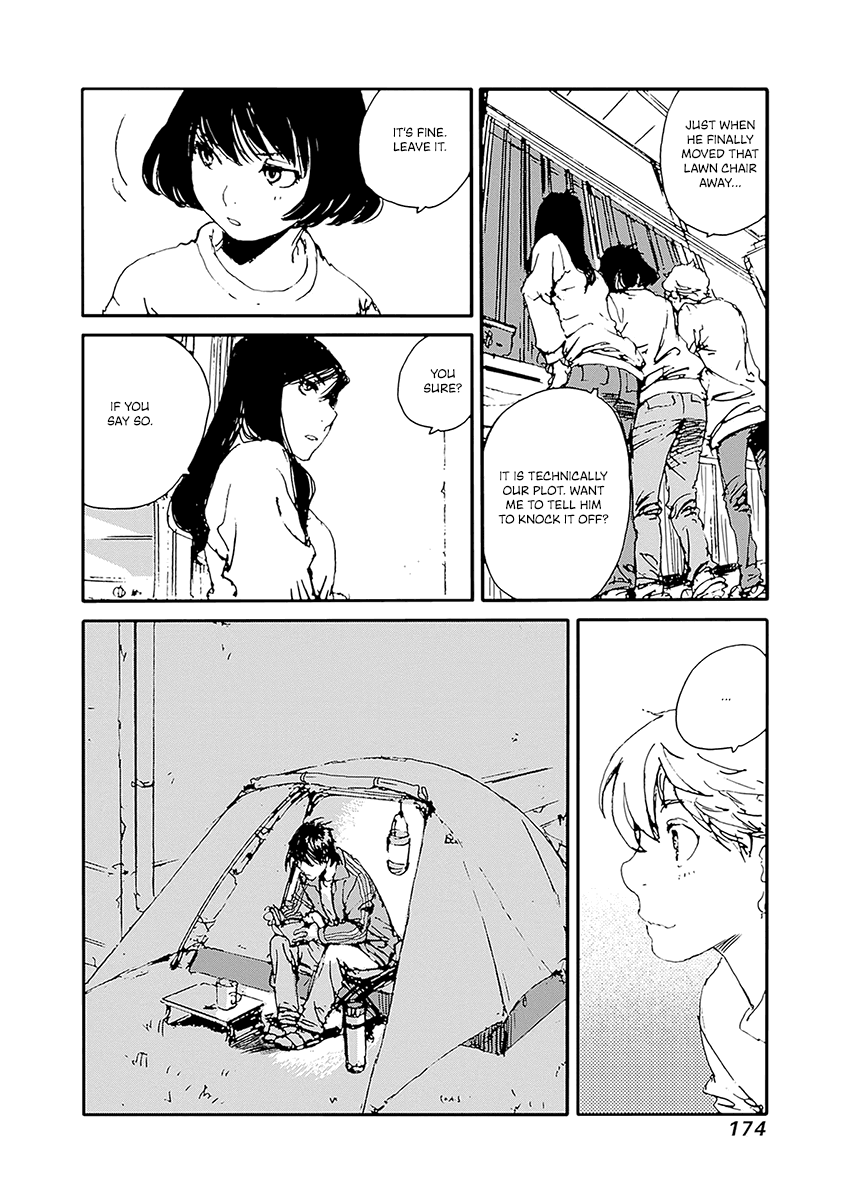 JUST WHEN
HE FINALLY
MOVED THAT
LAWN CHAIR
AWAY...
IT IS TECHNICALLY
OUR PLOT. WANT
ME TO TELL HIM
TO KNOCK IT OFF?
IT'S FINE.
LEAVE IT.
YOU
SURE?
IF YOU
SAY SO.
...
174